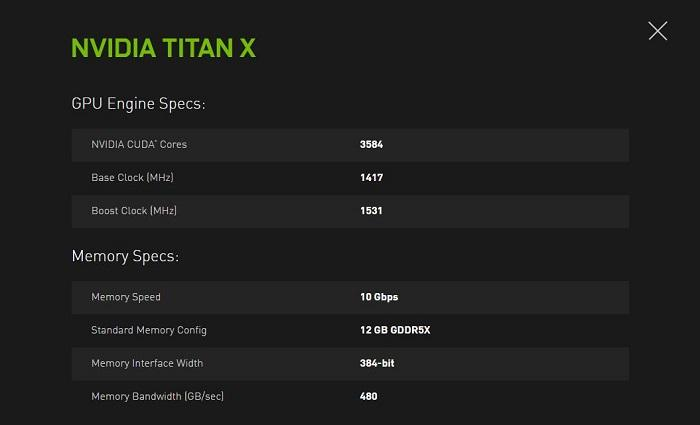 NVIDIA TITAN X
GPU Engine Specs:
NVIDIA CUDA® Cores 3584
Base Clock (MHz) 1417
Boost Clock (MHz) 1531
Memory Specs:
Memory Speed 10 Gbps
Standard Memory Config 12 GB GDDR5X
Memory Interface Width 384-bit
Memory Bandwidth (GB/sec) 480